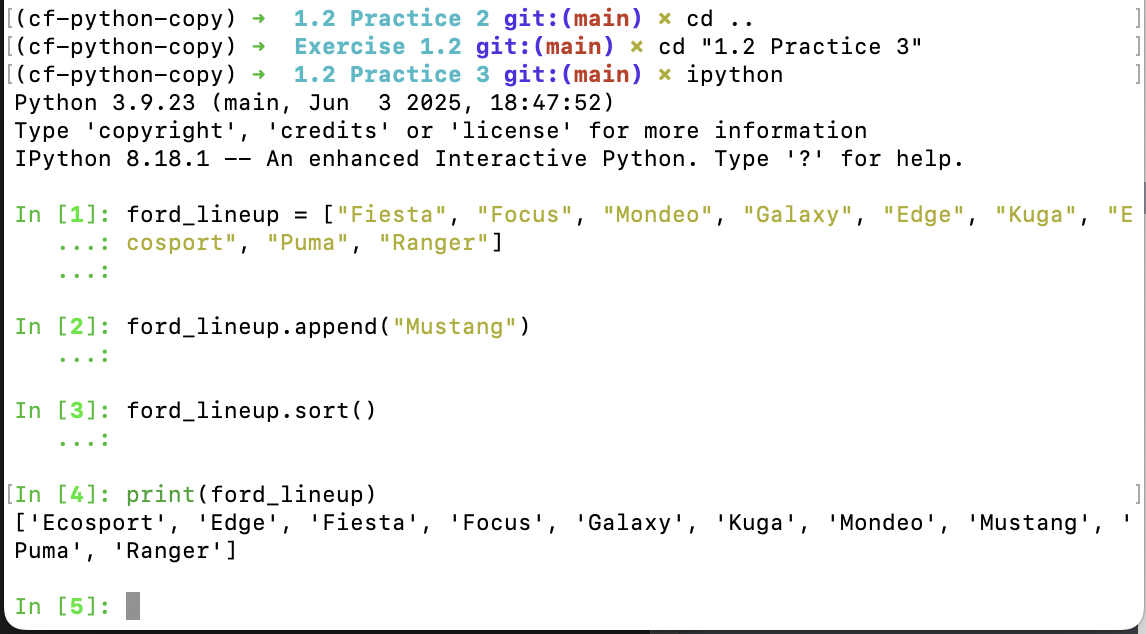 [(cf-python-copy) ➜  1.2 Practice 2 git:(main) ✗ cd ..                           ]
[(cf-python-copy) ➜  Exercise 1.2 git:(main) ✗ cd "1.2 Practice 3"               ]
[(cf-python-copy) ➜  1.2 Practice 3 git:(main) ✗ ipython                         ]
Python 3.9.23 (main, Jun  3 2025, 18:47:52)
Type 'copyright', 'credits' or 'license' for more information
IPython 8.18.1 -- An enhanced Interactive Python. Type '?' for help.
In [1]: ford_lineup = ["Fiesta", "Focus", "Mondeo", "Galaxy", "Edge", "Kuga", "E
   ...: cosport", "Puma", "Ranger"]
   ...:
In [2]: ford_lineup.append("Mustang")
   ...:
In [3]: ford_lineup.sort()
   ...:
[In [4]: print(ford_lineup)                                                      ]
['Ecosport', 'Edge', 'Fiesta', 'Focus', 'Galaxy', 'Kuga', 'Mondeo', 'Mustang', '
Puma', 'Ranger']
In [5]: